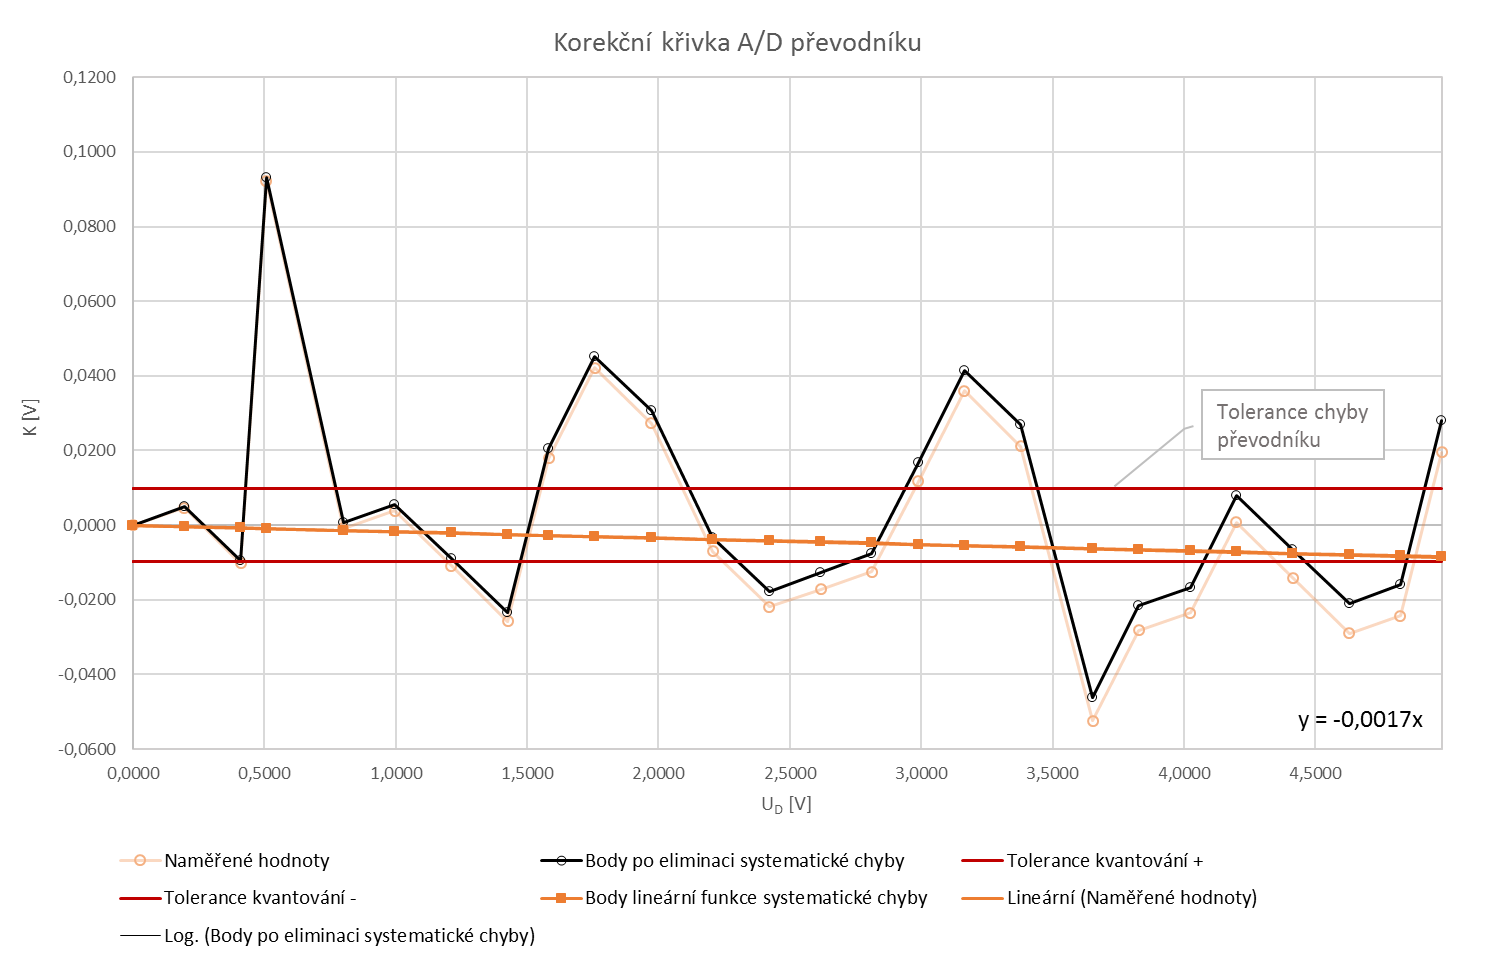 Korekční křivka A/D převodníku
0,1200
0,1000
0,0800
0,0600
0,0400
0,0200
0,0000
-0,0200
-0,0400
-0,0600
K [V]
Tolerance chyby
převodníku
y = -0,0017x
0,0000 0,5000 1,0000 1,5000 2,0000 2,5000 3,0000 3,5000 4,0000 4,5000
UD [V]
Naměřené hodnoty Body po eliminaci systematické chyby Tolerance kvantování +
Tolerance kvantování - Body lineární funkce systematické chyby Lineární (Naměřené hodnoty)
Log. (Body po eliminaci systematické chyby)